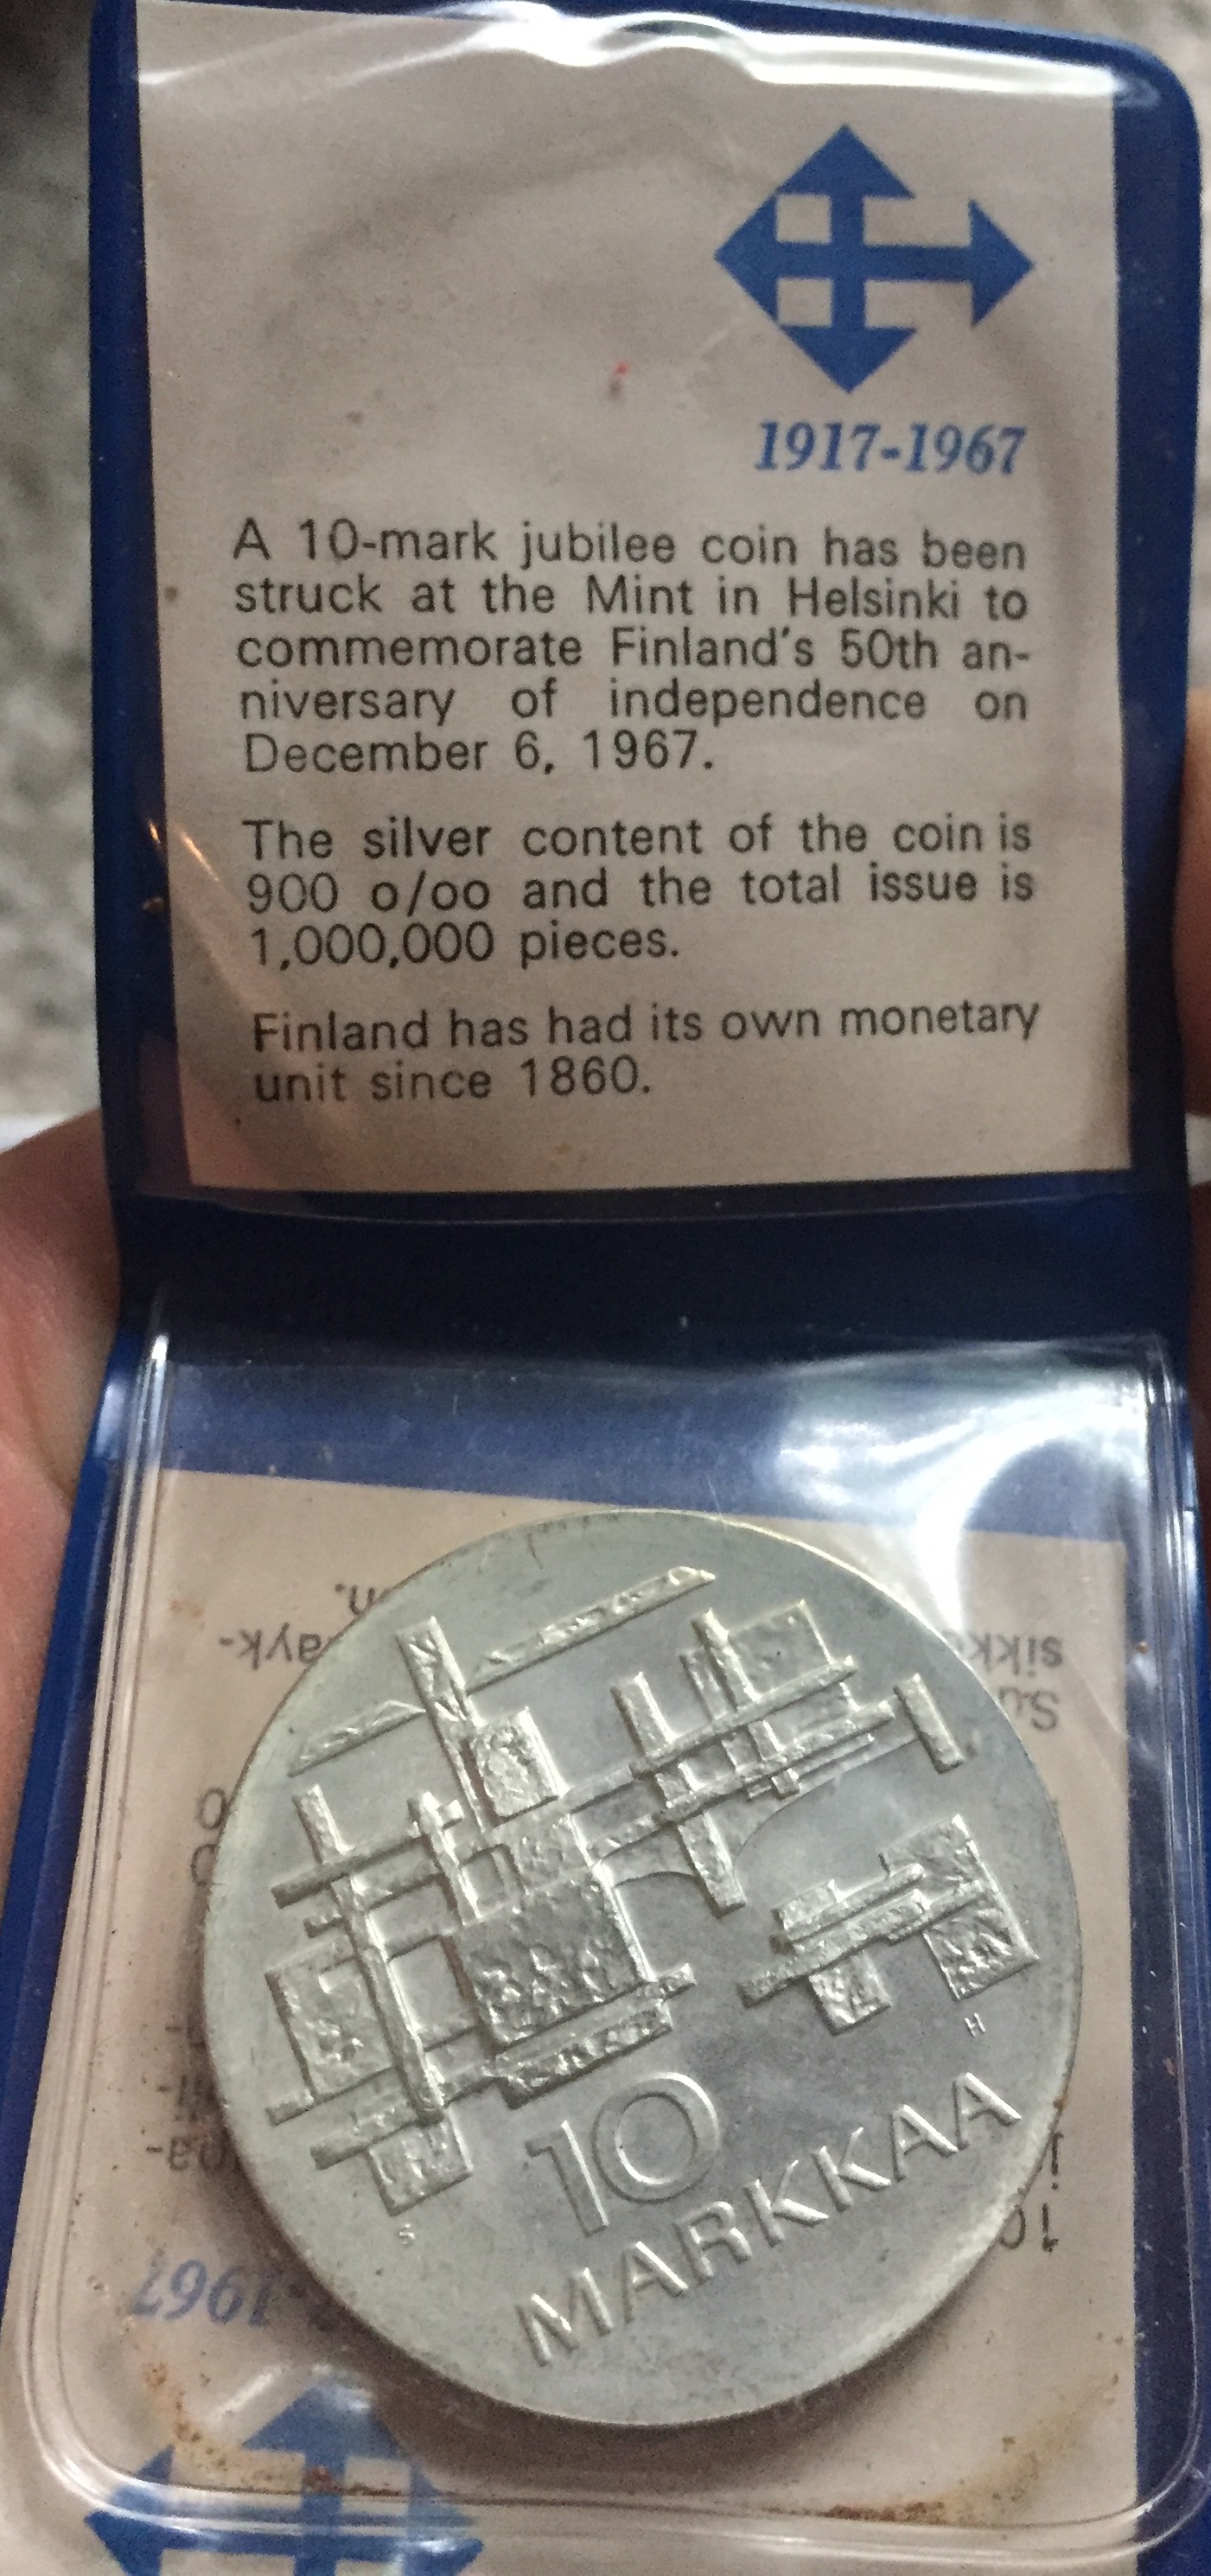 1917-1967
A 10-mark jubilee coin has been
struck at the Mint in Helsinki to
commemorate Finland's 50th an-
niversary of independence on
December 6, 1967.
The silver content of the coin is
900 o/oo and the total issue is
1,000,000 pieces.
Finland has had its own monetary
unit since 1860.
S
H
10
MARKKAA
-1967